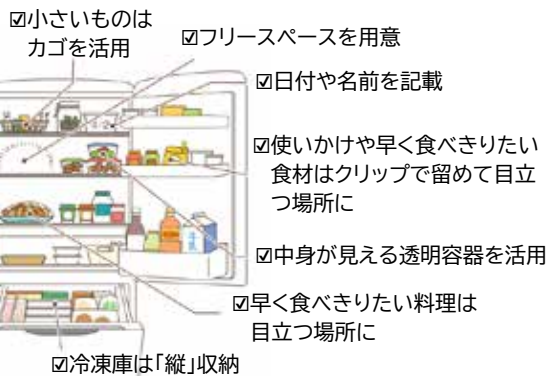 ☑小さいものは
カゴを活用
☑フリースペースを用意
☑日付や名前を記載
☑使いかけや早く食べきりたい
食材はクリップで留めて目立
つ場所に
☑中身が見える透明容器を活用
☑早く食べきりたい料理は
目立つ場所に
☑冷凍庫は「縦」収納